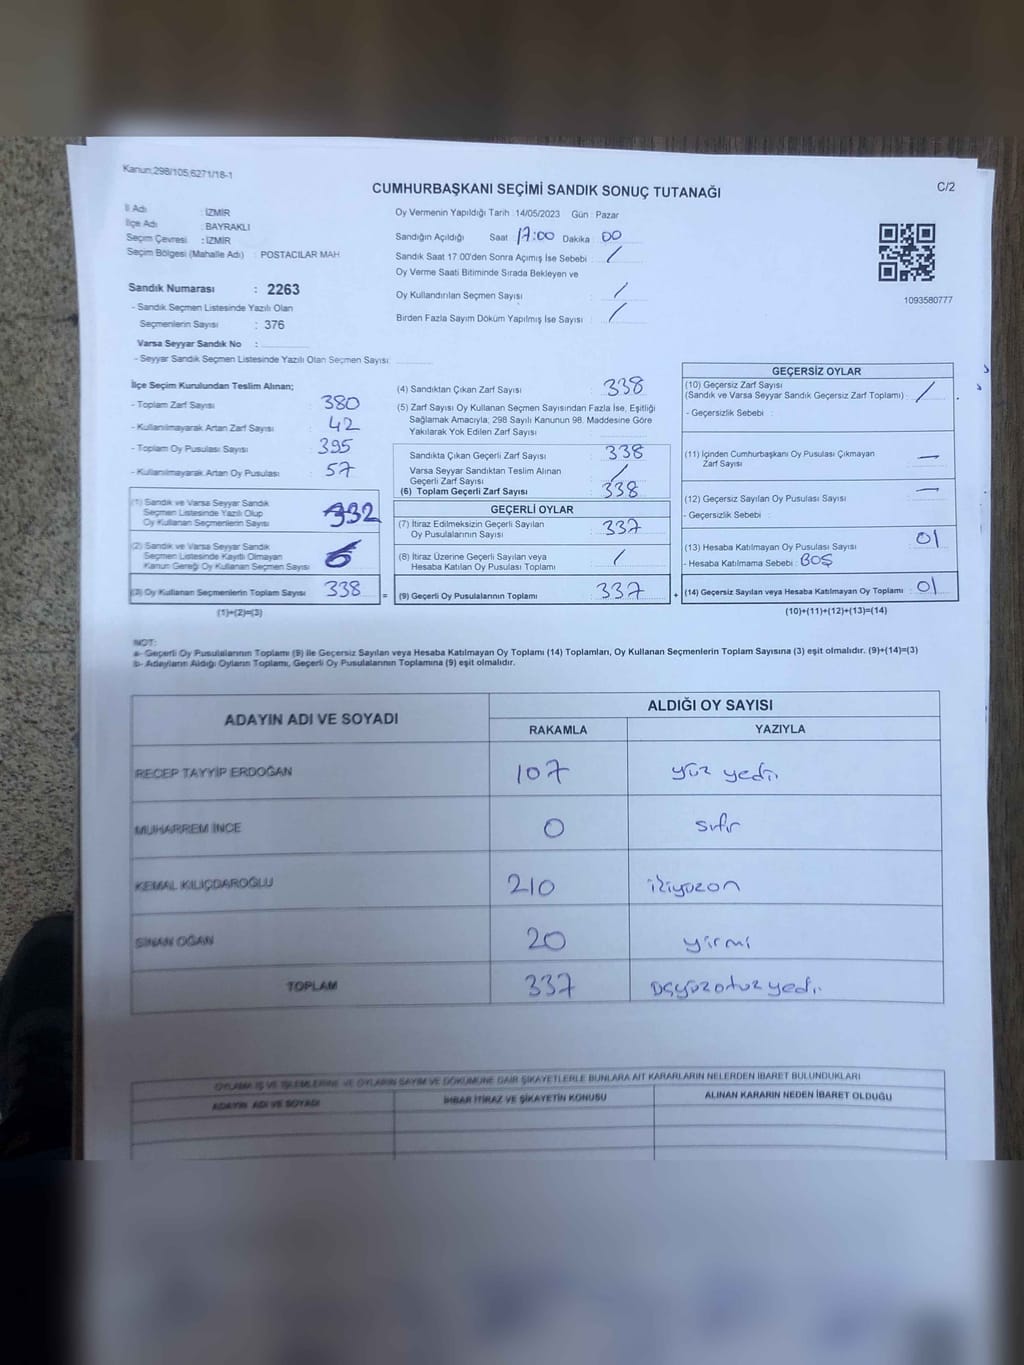 Kanun:298/105,6271/18-1
CUMHURBAŞKANI SEÇİMİ SANDIK SONUÇ TUTANAĞI
C/2
İl Adı : İZMİR
İlçe Adı : BAYRAKLI
Seçim Çevresi : İZMİR
Seçim Bölgesi (Mahalle Adı) : POSTACILAR MAH
Sandık Numarası : 2263
- Sandık Seçmen Listesinde Yazılı Olan
Seçmenlerin Sayısı : 376
Varsa Seyyar Sandık No :
- Seyyar Sandık Seçmen Listesinde Yazılı Olan Seçmen Sayısı:
Oy Vermenin Yapıldığı Tarih : 14/05/2023 Gün : Pazar
Sandığın Açıldığı Saat 17:00 Dakika : 00
Sandık Saat 17.00'den Sonra Açımış İse Sebebi : /
Oy Verme Saati Bitiminde Sırada Bekleyen ve
Oy Kullandırılan Seçmen Sayısı : /
Birden Fazla Sayım Döküm Yapılmış İse Sayısı : /
1093580777
İlçe Seçim Kurulundan Teslim Alınan;
- Toplam Zarf Sayısı : 380
- Kullanılmayarak Artan Zarf Sayısı : 42
- Toplam Oy Pusulası Sayısı : 395
- Kullanılmayarak Artan Oy Pusulası : 57
(1) Sandık ve Varsa Seyyar Sandık
Seçmen Listesinde Yazılı Olup
Oy Kullanan Seçmenlerin Sayısı : 332
(2) Sandık ve Varsa Seyyar Sandık
Seçmen Listesinde Kayıtlı Olmayan
Kanun Gereği Oy Kullanan Seçmen Sayısı : 6
(3) Oy Kullanan Seçmenlerin Toplam Sayısı : 338 =
(1)+(2)=(3)
(4) Sandıktan Çıkan Zarf Sayısı : 338
(5) Zarf Sayısı Oy Kullanan Seçmen Sayısından Fazla İse, Eşitliği
Sağlamak Amacıyla, 298 Sayılı Kanunun 98. Maddesine Göre
Yakılarak Yok Edilen Zarf Sayısı :
Sandıkta Çıkan Geçerli Zarf Sayısı : 338
Varsa Seyyar Sandıktan Teslim Alınan
Geçerli Zarf Sayısı : /
(6) Toplam Geçerli Zarf Sayısı : 338
GEÇERLİ OYLAR
(7) İtiraz Edilmeksizin Geçerli Sayılan
Oy Pusulalarının Sayısı : 337
(8) İtiraz Üzerine Geçerli Sayılan veya
Hesaba Katılan Oy Pusulası Toplamı : /
(9) Geçerli Oy Pusulalarının Toplamı : 337 +
GEÇERSİZ OYLAR
(10) Geçersiz Zarf Sayısı
(Sandık ve Varsa Seyyar Sandık Geçersiz Zarf Toplamı) : /
- Geçersizlik Sebebi :
(11) İçinden Cumhurbaşkanı Oy Pusulası Çıkmayan
Zarf Sayısı : —
(12) Geçersiz Sayılan Oy Pusulası Sayısı : —
- Geçersizlik Sebebi :
(13) Hesaba Katılmayan Oy Pusulası Sayısı : 01
- Hesaba Katılmama Sebebi : BOŞ
(14) Geçersiz Sayılan veya Hesaba Katılmayan Oy Toplamı : 01
(10)+(11)+(12)+(13)=(14)
NOT:
a- Geçerli Oy Pusulalarının Toplamı (9) ile Geçersiz Sayılan veya Hesaba Katılmayan Oy Toplamı (14) Toplamları, Oy Kullanan Seçmenlerin Toplam Sayısına (3) eşit olmalıdır. (9)+(14)=(3)
b- Adayların Aldığı Oyların Toplamı, Geçerli Oy Pusulalarının Toplamına (9) eşit olmalıdır.
ADAYIN ADI VE SOYADI ALDIĞI OY SAYISI
RAKAMLA YAZIYLA
RECEP TAYYİP ERDOĞAN 107 yüz yedi
MUHARREM İNCE 0 sıfır
KEMAL KILIÇDAROĞLU 210 ikiyüzon
SİNAN OĞAN 20 yirmi
TOPLAM 337 üçyüzotuzyedi
OYLAMA İŞ VE İŞLEMLERİNE VE OYLARIN SAYIM VE DÖKÜMÜNE DAİR ŞİKAYETLERLE BUNLARA AİT KARARLARIN NELERDEN İBARET BULUNDUKLARI
ADAYIN ADI VE SOYADI İHBAR İTİRAZ VE ŞİKAYETİN KONUSU ALINAN KARARIN NEDEN İBARET OLDUĞU